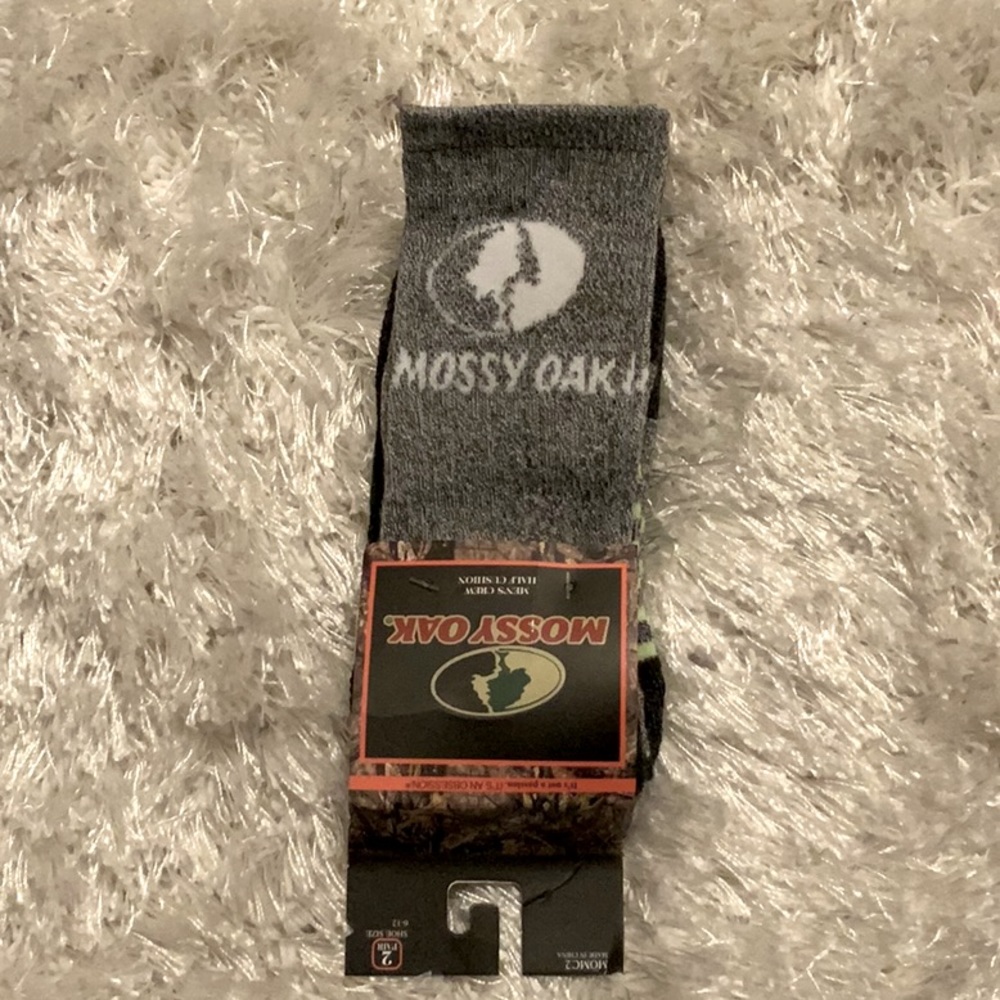 MOSSY OAK
MOMC2
MADE IN CHINA
2
PAIR
SHOE SIZE
6-12
It's not a passion. IT'S AN OBSESSION®
MOSSY OAK®
MEN'S CREW
HALF CUSHION